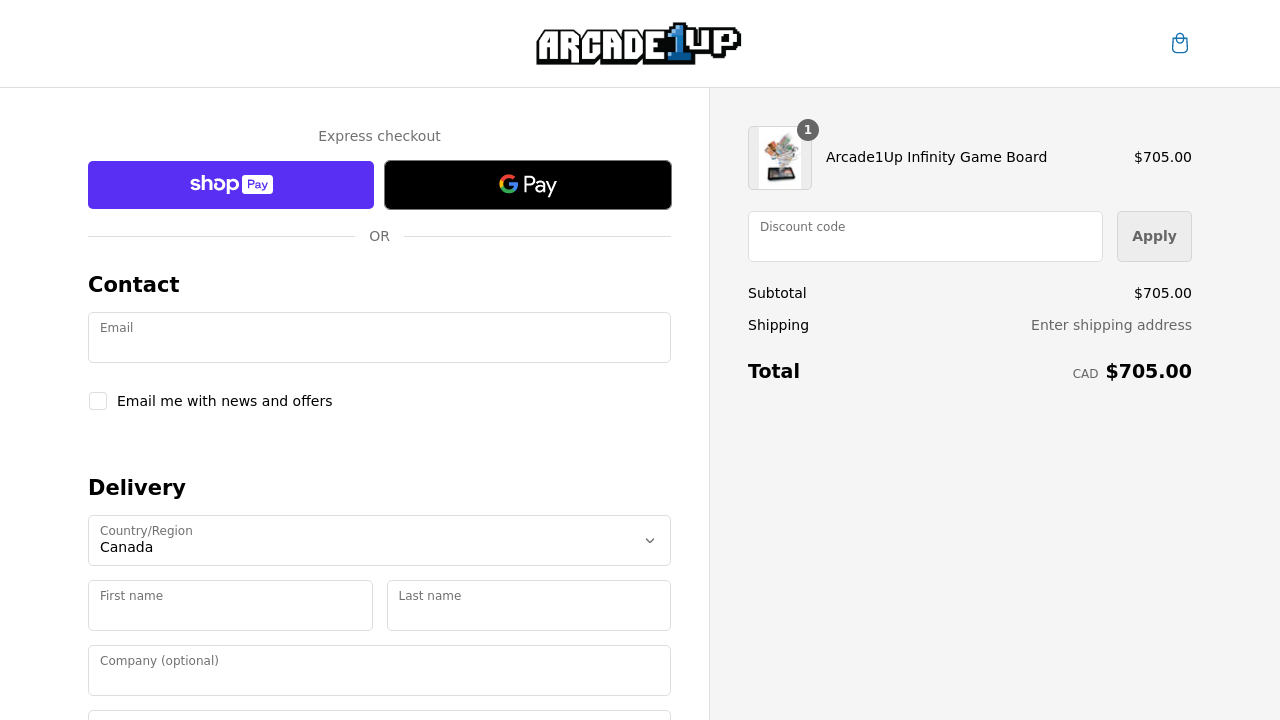 ARCADE1UP
Express checkout
shop Pay
G Pay
OR
Contact
Email
Email me with news and offers
Delivery
Country/Region
Canada
First name
Last name
Company (optional)
1
Arcade1Up Infinity Game Board
$705.00
Discount code
Apply
Subtotal
$705.00
Shipping
Enter shipping address
Total
CAD $705.00